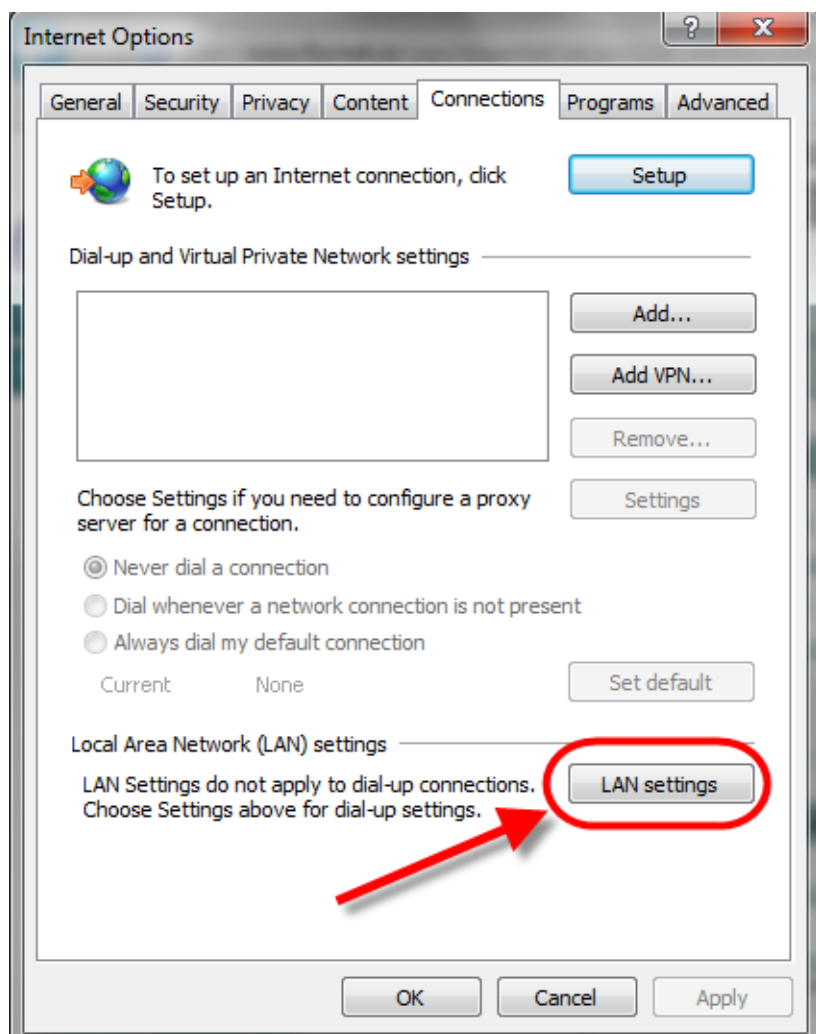 Internet Options
?
X
General Security Privacy Content Connections Programs Advanced
To set up an Internet connection, click
Setup.
Setup
Dial-up and Virtual Private Network settings
Add...
Add VPN...
Remove...
Choose Settings if you need to configure a proxy
server for a connection.
Settings
Never dial a connection
Dial whenever a network connection is not present
Always dial my default connection
Current None
Set default
Local Area Network (LAN) settings
LAN Settings do not apply to dial-up connections.
Choose Settings above for dial-up settings.
LAN settings
OK Cancel Apply